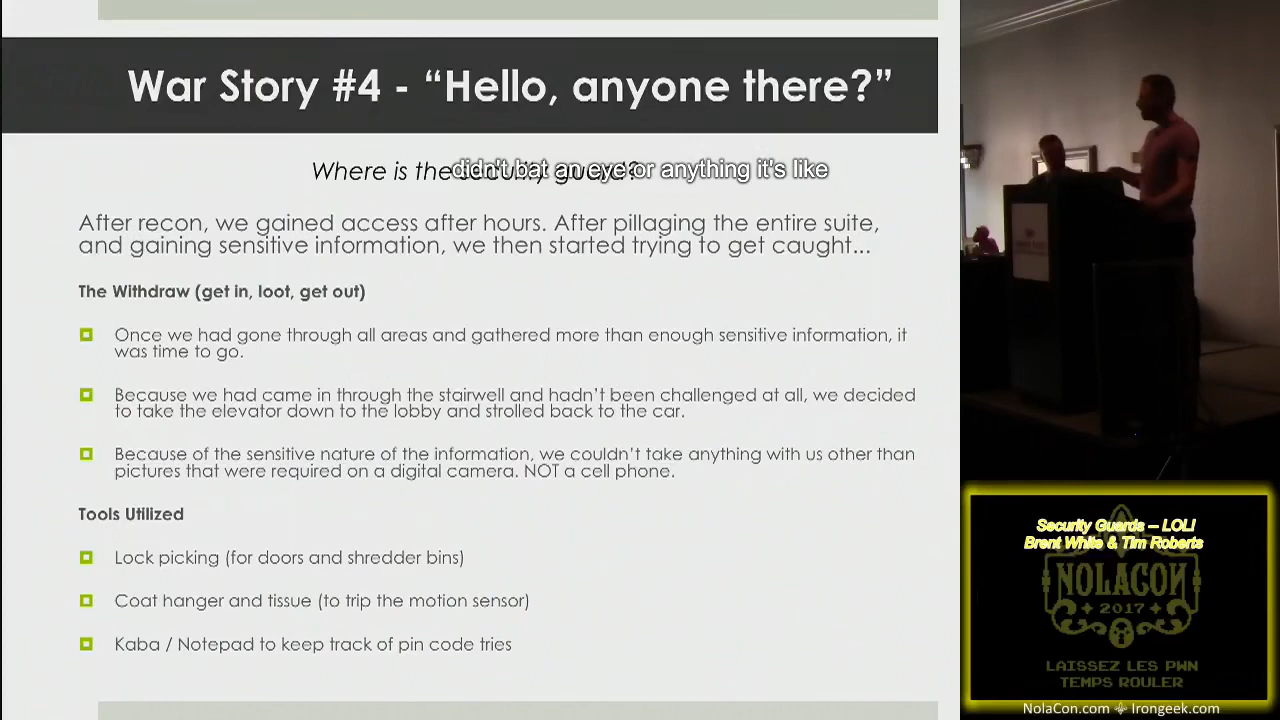 War Story #4 - “Hello, anyone there?”
Where is the security guard?
didn't bat an eye or anything it's like
After recon, we gained access after hours. After pillaging the entire suite,
and gaining sensitive information, we then started trying to get caught...
The Withdraw (get in, loot, get out)
Once we had gone through all areas and gathered more than enough sensitive information, it
was time to go.
Because we had came in through the stairwell and hadn’t been challenged at all, we decided
to take the elevator down to the lobby and strolled back to the car.
Because of the sensitive nature of the information, we couldn’t take anything with us other than
pictures that were required on a digital camera. NOT a cell phone.
Tools Utilized
Lock picking (for doors and shredder bins)
Coat hanger and tissue (to trip the motion sensor)
Kaba / Notepad to keep track of pin code tries
Security Guards -- LOL!
Brent White & Tim Roberts
NOLACON
2017
LAISSEZ LES PWN
TEMPS ROULER
NolaCon.com Irongeek.com